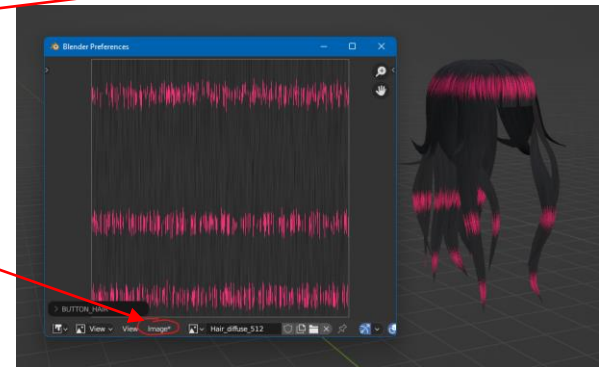 Blender Preferences
> BUTTON_HAIR
View View Image* Hair_diffuse_512